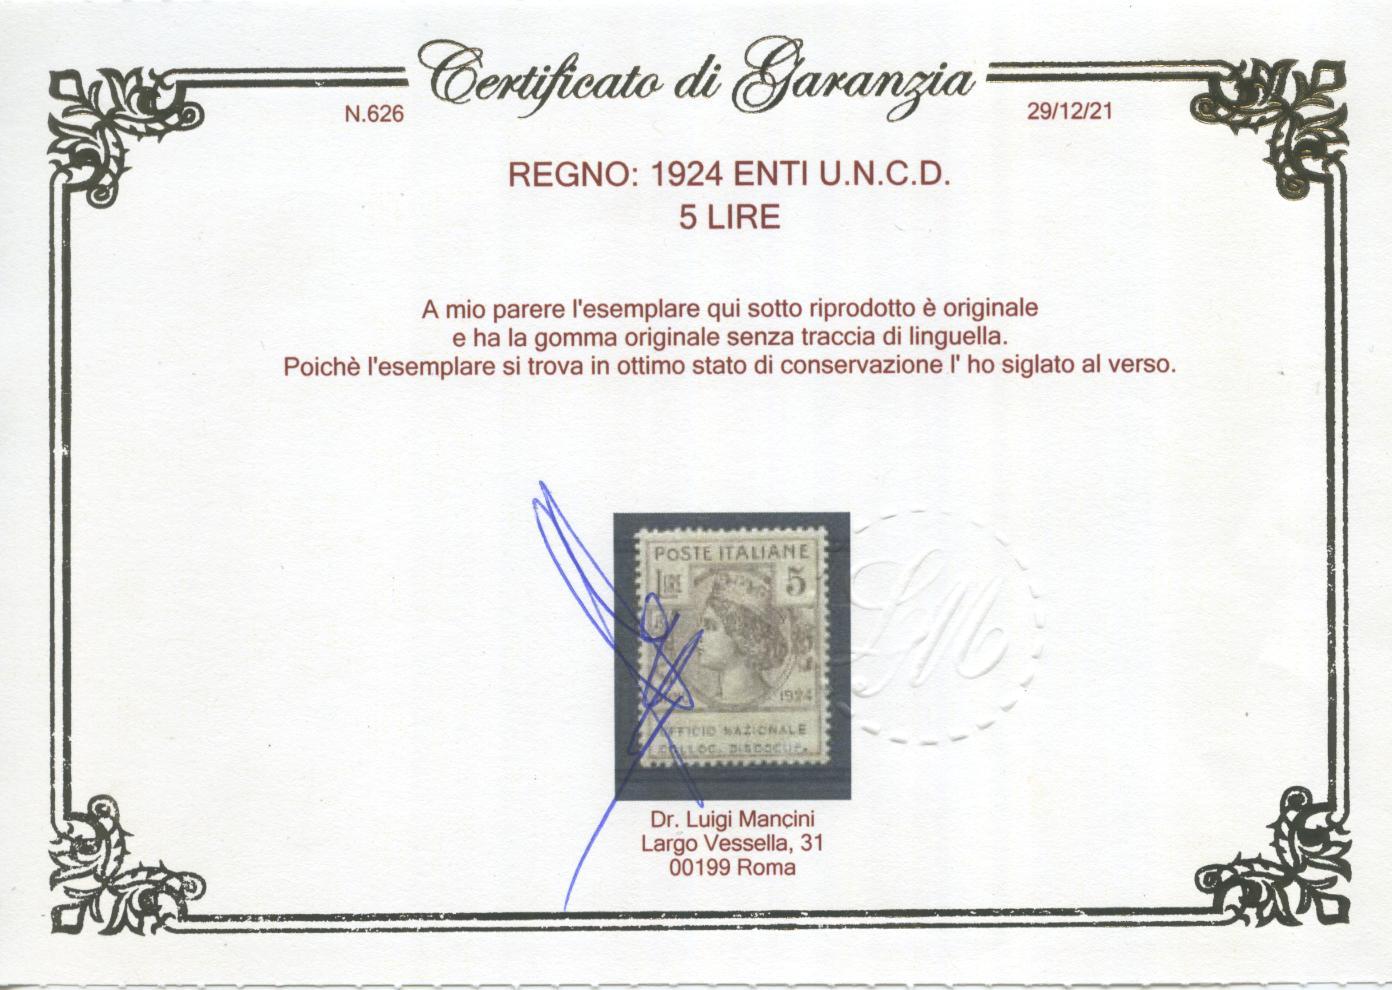 Certificato di Garanzia
N.626
29/12/21
REGNO: 1924 ENTI U.N.C.D.
5 LIRE
A mio parere l'esemplare qui sotto riprodotto è originale
e ha la gomma originale senza traccia di linguella.
Poichè l'esemplare si trova in ottimo stato di conservazione l' ho siglato al verso.
POSTE ITALIANE
LIRE 5
1924
UFFICIO NAZIONALE
COLLOC. DISOCCUP.
LM
Dr. Luigi Mancini
Largo Vessella, 31
00199 Roma